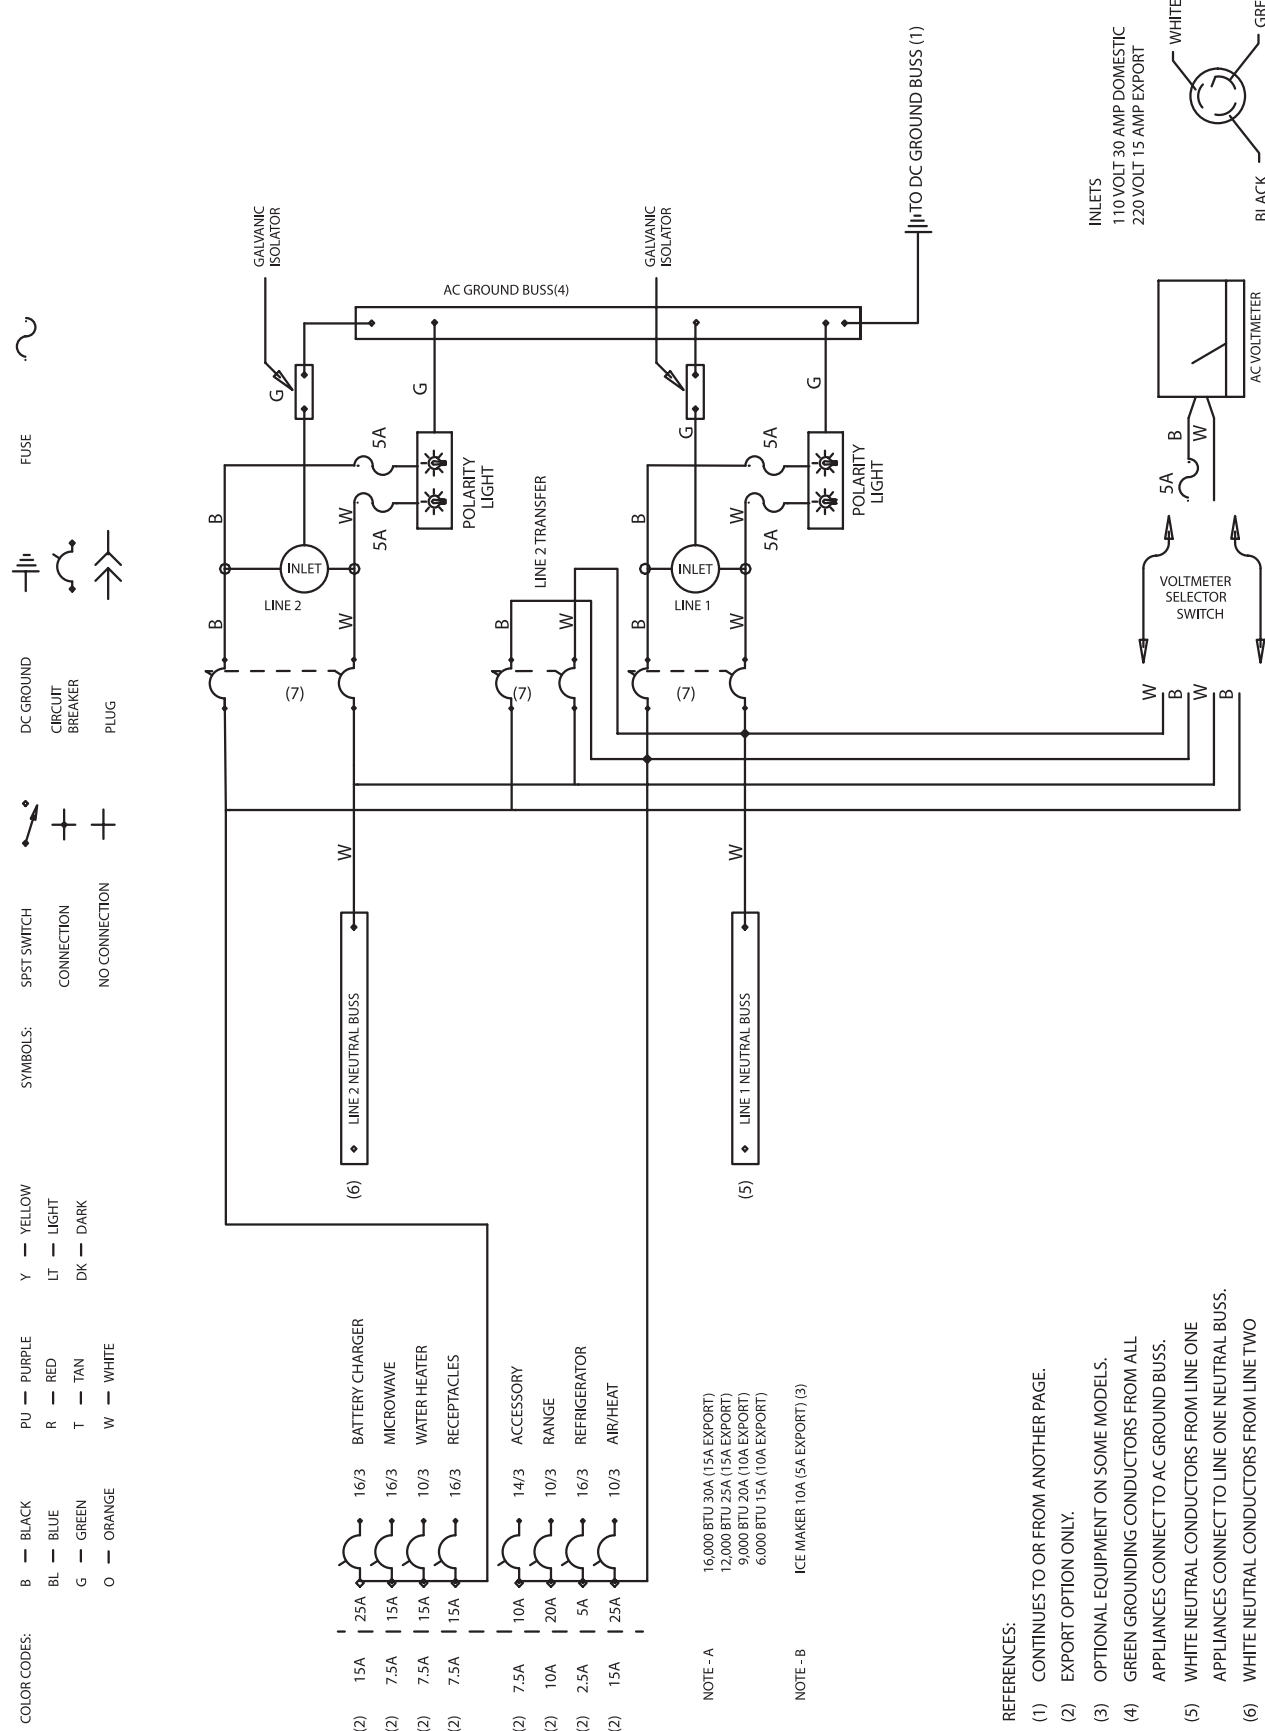 COLOR CODES:
B — BLACK
BL — BLUE
G — GREEN
O — ORANGE
PU — PURPLE
R — RED
T — TAN
W — WHITE
Y — YELLOW
LT — LIGHT
DK — DARK
SYMBOLS:
SPST SWITCH
CONNECTION
NO CONNECTION
DC GROUND
CIRCUIT
BREAKER
PLUG
FUSE
GALVANIC
ISOLATOR
AC GROUND BUSS(4)
GALVANIC
ISOLATOR
TO DC GROUND BUSS (1)
G
G
5A
5A
POLARITY
LIGHT
B
W
INLET
LINE 2
B
W
(7)
LINE 2 TRANSFER
B
W
(7)
G
G
5A
5A
POLARITY
LIGHT
B
W
INLET
LINE 1
B
W
(7)
W
LINE 2 NEUTRAL BUSS
(6)
W
LINE 1 NEUTRAL BUSS
(5)
INLETS
110 VOLT 30 AMP DOMESTIC
220 VOLT 15 AMP EXPORT
WHITE
BLACK
AC VOLTMETER
B
W
5A
VOLTMETER
SELECTOR
SWITCH
W
B
W
B
(2) 15A 25A 16/3 BATTERY CHARGER
(2) 7.5A 15A 16/3 MICROWAVE
(2) 7.5A 15A 10/3 WATER HEATER
(2) 7.5A 15A 16/3 RECEPTACLES
(2) 7.5A 10A 14/3 ACCESSORY
(2) 10A 20A 10/3 RANGE
(2) 2.5A 5A 16/3 REFRIGERATOR
(2) 15A 25A 10/3 AIR/HEAT
NOTE - A 16,000 BTU 30A (15A EXPORT)
12,000 BTU 25A (15A EXPORT)
9,000 BTU 20A (10A EXPORT)
6.000 BTU 15A (10A EXPORT)
NOTE - B ICE MAKER 10A (5A EXPORT) (3)
REFERENCES:
(1) CONTINUES TO OR FROM ANOTHER PAGE.
(2) EXPORT OPTION ONLY.
(3) OPTIONAL EQUIPMENT ON SOME MODELS.
(4) GREEN GROUNDING CONDUCTORS FROM ALL
APPLIANCES CONNECT TO AC GROUND BUSS.
(5) WHITE NEUTRAL CONDUCTORS FROM LINE ONE
APPLIANCES CONNECT TO LINE ONE NEUTRAL BUSS.
(6) WHITE NEUTRAL CONDUCTORS FROM LINE TWO